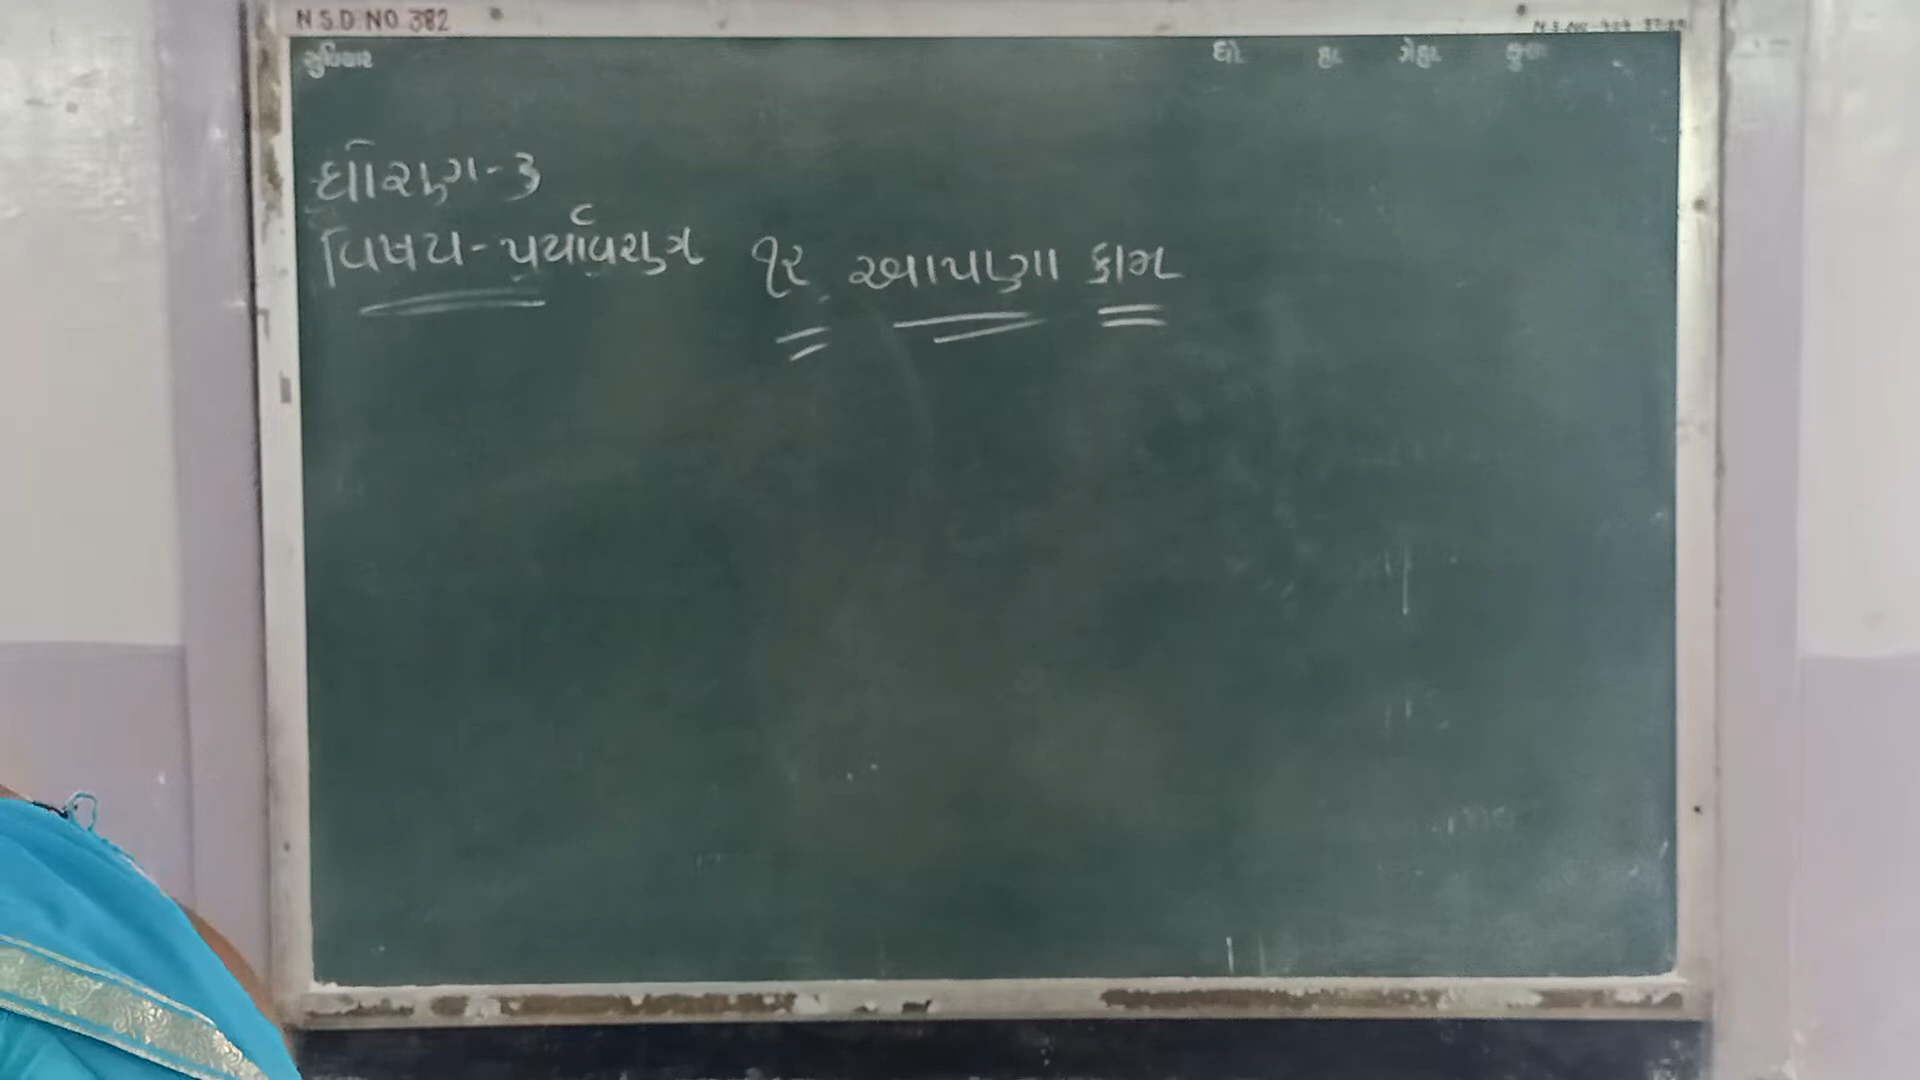 N.S.D NO 382
સુવિચાર
ધો. હા. ગેહા. કુલ
ધોરણ-૩
વિષય-પર્યાવરણ ૧૨. આપણા કામ